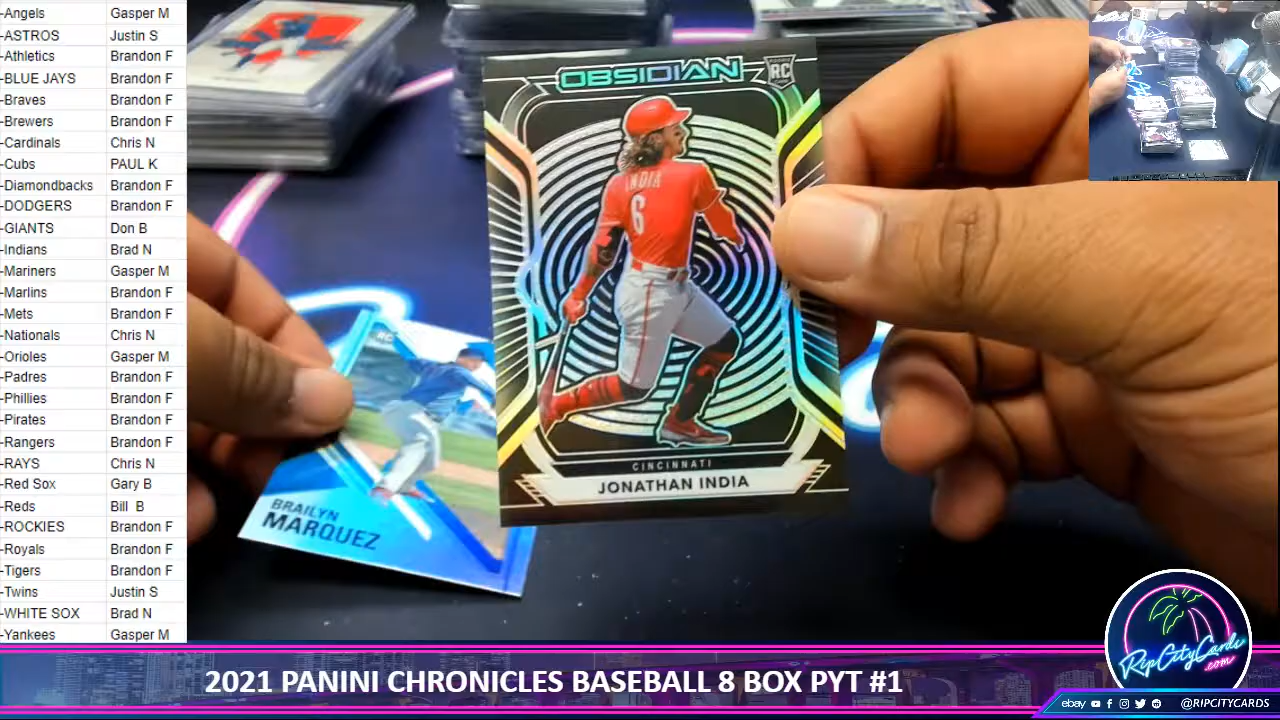 -Angels Gasper M
-ASTROS Justin S
-Athletics Brandon F
-BLUE JAYS Brandon F
-Braves Brandon F
-Brewers Brandon F
-Cardinals Chris N
-Cubs PAUL K
-Diamondbacks Brandon F
-DODGERS Brandon F
-GIANTS Don B
-Indians Brad N
-Mariners Gasper M
-Marlins Brandon F
-Mets Brandon F
-Nationals Chris N
-Orioles Gasper M
-Padres Brandon F
-Phillies Brandon F
-Pirates Brandon F
-Rangers Brandon F
-RAYS Chris N
-Red Sox Gary B
-Reds Bill B
-ROCKIES Brandon F
-Royals Brandon F
-Tigers Brandon F
-Twins Justin S
-WHITE SOX Brad N
-Yankees Gasper M
OBSIDIAN
RC
INDIA
6
CINCINNATI
JONATHAN INDIA
RC
BRAILYN
MARQUEZ
2021 PANINI CHRONICLES BASEBALL 8 BOX PYT #1
RipCityCards
.com
ebay @RIPCITYCARDS